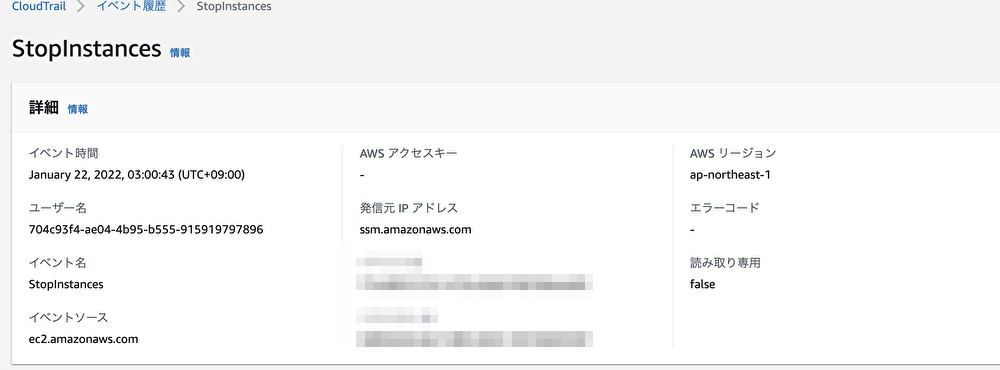 CloudTrail > イベント履歴 > StopInstances
StopInstances 情報
詳細 情報
イベント時間
January 22, 2022, 03:00:43 (UTC+09:00)
ユーザー名
704c93f4-ae04-4b95-b555-915919797896
イベント名
StopInstances
イベントソース
ec2.amazonaws.com
AWS アクセスキー
-
発信元 IP アドレス
ssm.amazonaws.com
AWS リージョン
ap-northeast-1
エラーコード
-
読み取り専用
false